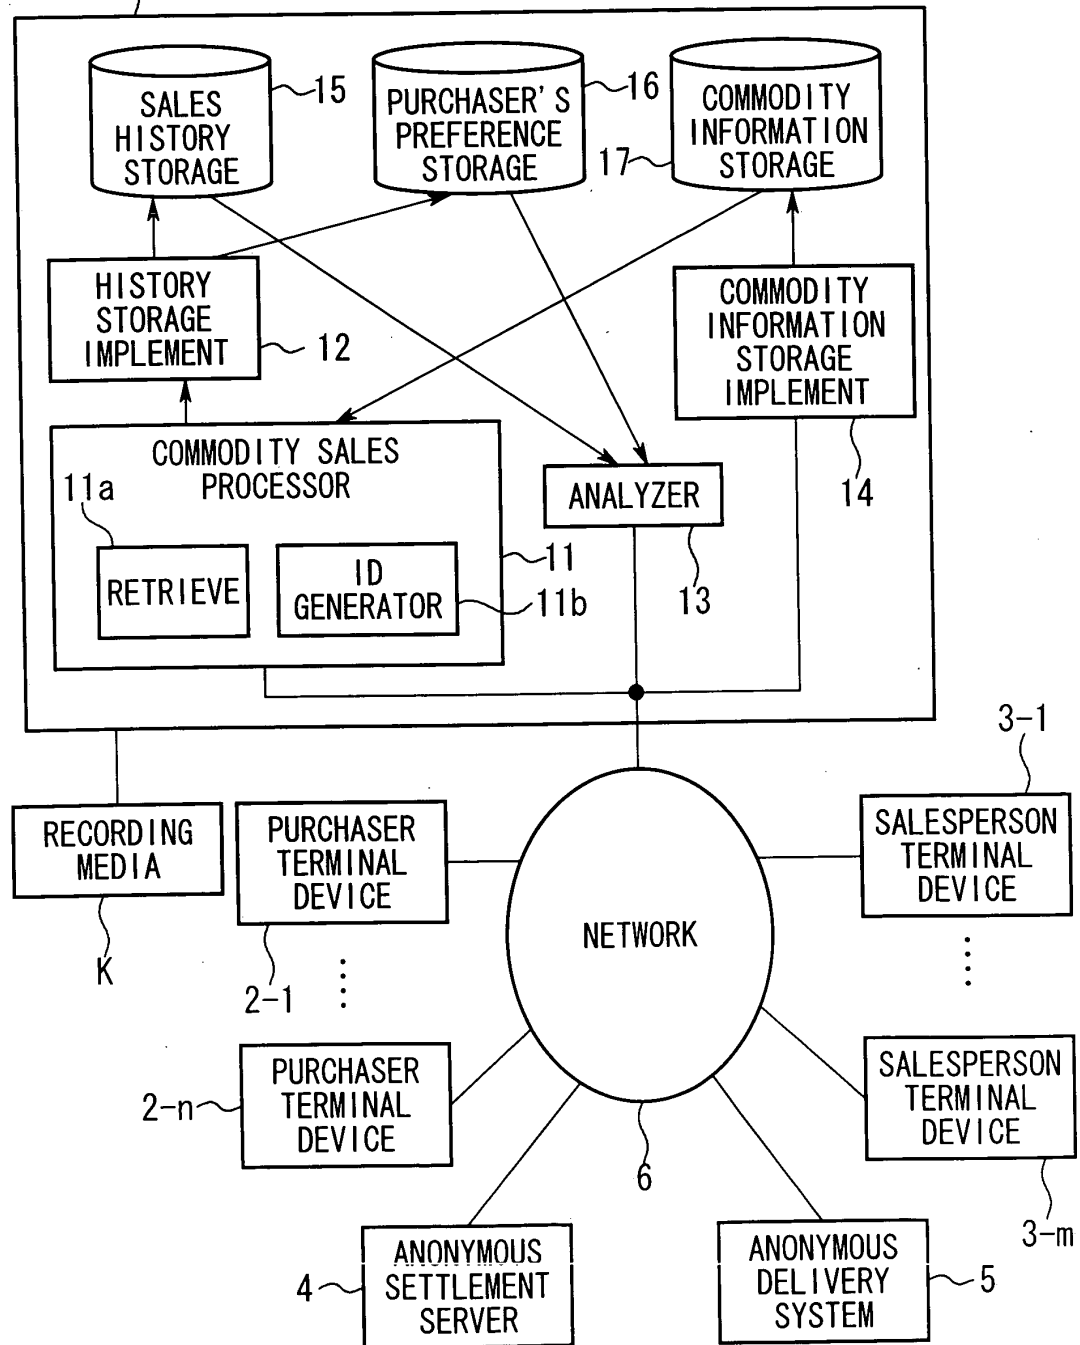 SALES
HISTORY
STORAGE
15
PURCHASER'S
PREFERENCE
STORAGE
16
COMMODITY
INFORMATION
STORAGE
17
HISTORY
STORAGE
IMPLEMENT
12
COMMODITY
INFORMATION
STORAGE
IMPLEMENT
14
COMMODITY SALES
PROCESSOR
11a
RETRIEVE
ID
GENERATOR
11
11b
ANALYZER
13
RECORDING
MEDIA
K
PURCHASER
TERMINAL
DEVICE
2-1
NETWORK
6
3-1
SALESPERSON
TERMINAL
DEVICE
2-n
PURCHASER
TERMINAL
DEVICE
SALESPERSON
TERMINAL
DEVICE
3-m
4
ANONYMOUS
SETTLEMENT
SERVER
ANONYMOUS
DELIVERY
SYSTEM
5